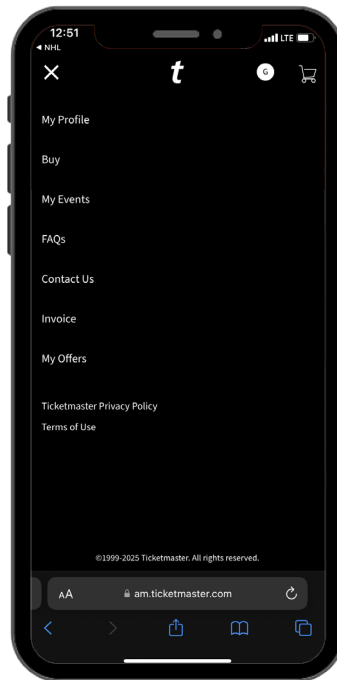 12:51
LTE
NHL
t
G
My Profile
Buy
My Events
FAQs
Contact Us
Invoice
My Offers
Ticketmaster Privacy Policy
Terms of Use
©1999-2025 Ticketmaster. All rights reserved.
AA
am.ticketmaster.com